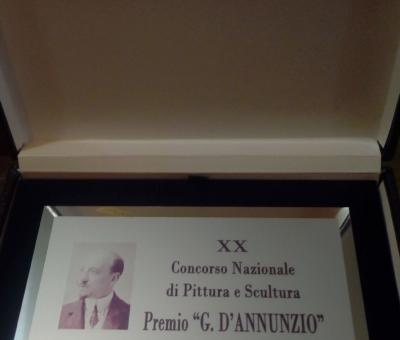 XX
Concorso Nazionale
di Pittura e Scultura
Premio "G. D'ANNUNZIO"